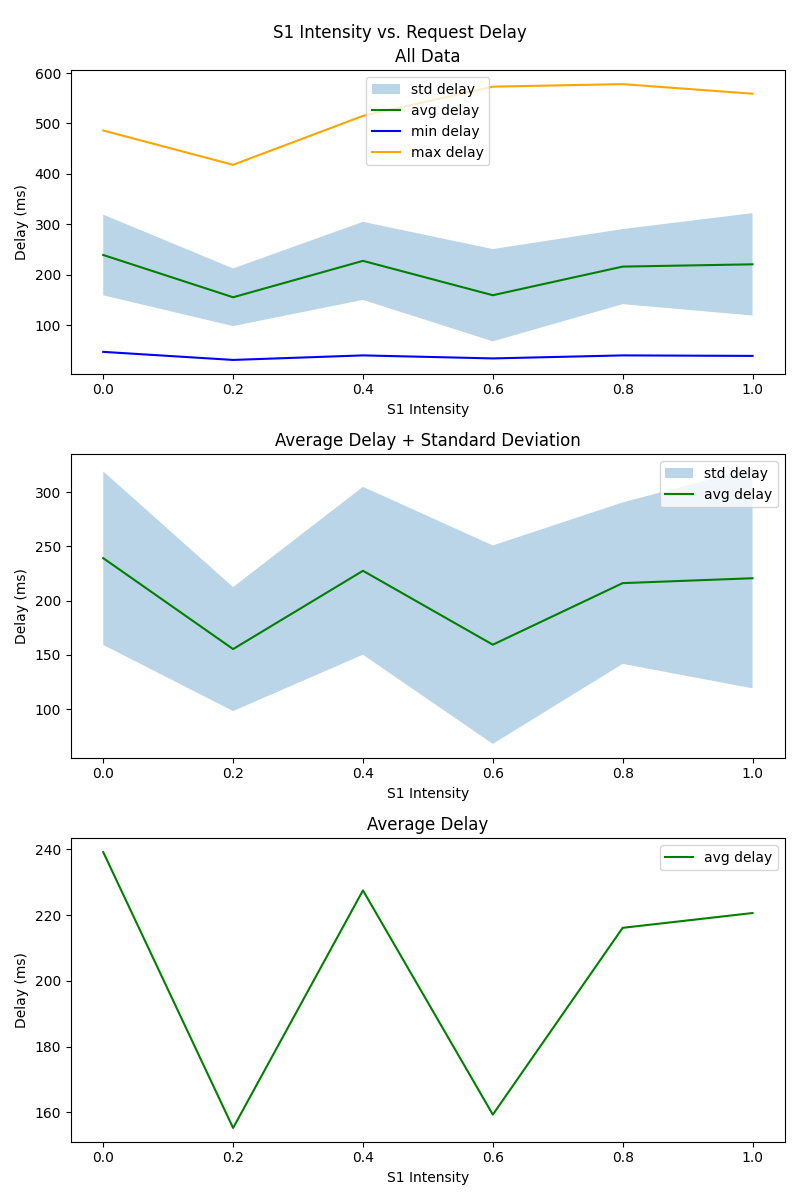 S1 Intensity vs. Request Delay
All Data
600
500
400
300
200
100
Delay (ms)
std delay
avg delay
min delay
max delay
0.0 0.2 0.4 0.6 0.8 1.0
S1 Intensity
Average Delay + Standard Deviation
300
250
200
150
100
Delay (ms)
std delay
avg delay
0.0 0.2 0.4 0.6 0.8 1.0
S1 Intensity
Average Delay
240
220
200
180
160
Delay (ms)
avg delay
0.0 0.2 0.4 0.6 0.8 1.0
S1 Intensity